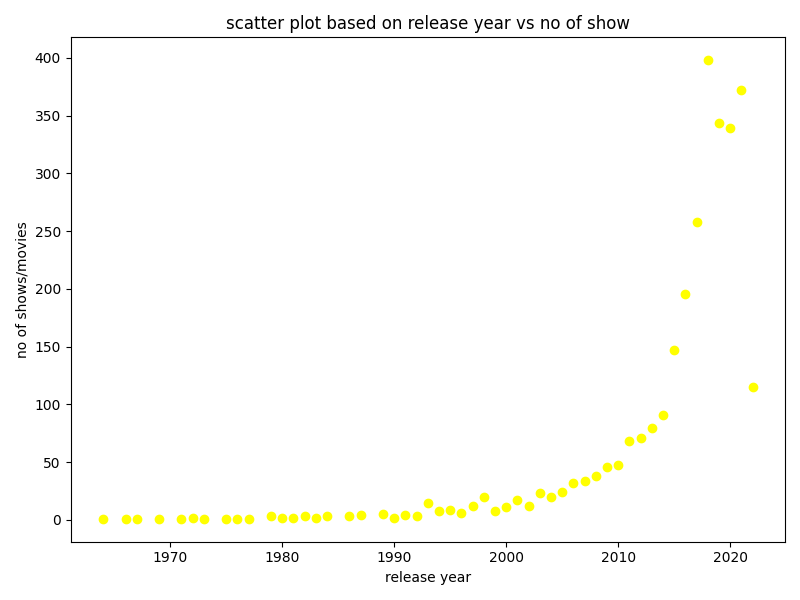 scatter plot based on release year vs no of show
no of shows/movies
400
350
300
250
200
150
100
50
0
1970 1980 1990 2000 2010 2020
release year